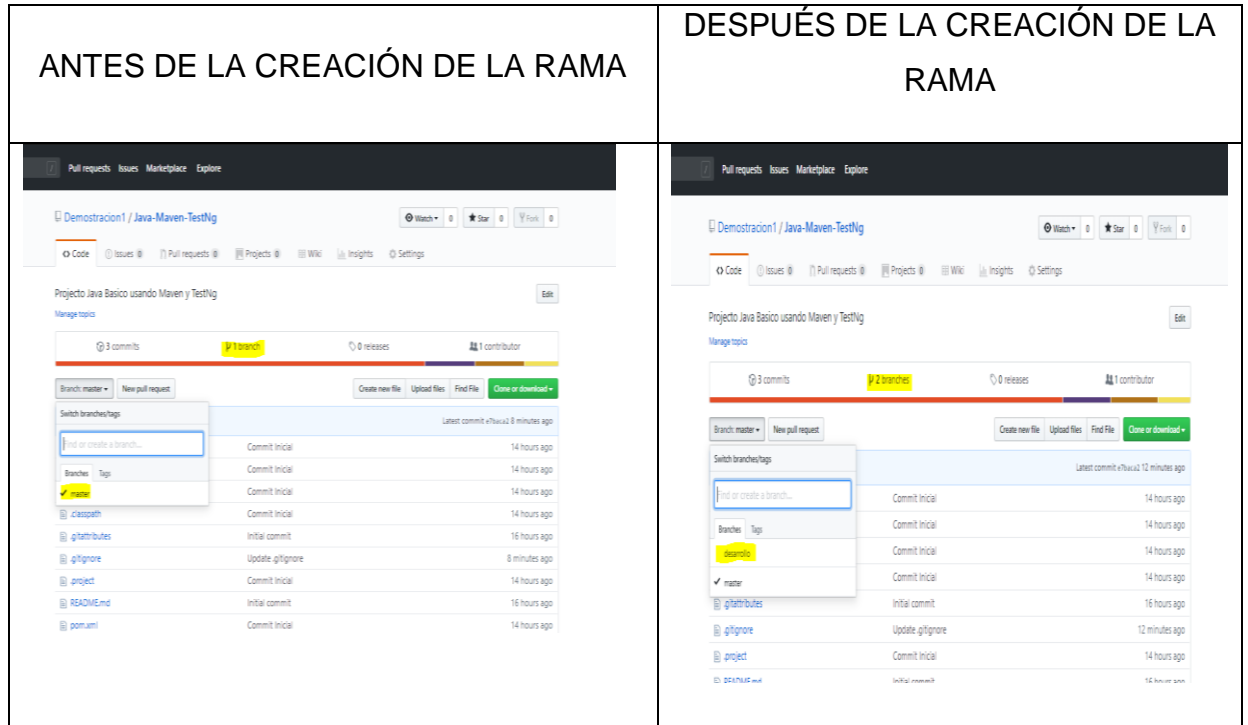 ANTES DE LA CREACIÓN DE LA RAMA
DESPUÉS DE LA CREACIÓN DE LA
RAMA
/ Pull requests Issues Marketplace Explore
Demostracion1 / Java-Maven-TestNg
Watch 0 Star 0 Fork 0
Code Issues 0 Pull requests 0 Projects 0 Wiki Insights Settings
Projecto Java Basico usando Maven y TestNg
Edit
Manage topics
3 commits 1 branch 0 releases 1 contributor
Branch: master New pull request Create new file Upload files Find File Clone or download
Switch branches/tags
Latest commit e7baca2 8 minutes ago
Find or create a branch...
Commit Inicial 14 hours ago
Branches Tags
Commit Inicial 14 hours ago
✓ master
Commit Inicial 14 hours ago
.classpath Commit Inicial 14 hours ago
.gitattributes Initial commit 16 hours ago
.gitignore Update .gitignore 8 minutes ago
.project Commit Inicial 14 hours ago
README.md Initial commit 16 hours ago
pom.xml Commit Inicial 14 hours ago
/ Pull requests Issues Marketplace Explore
Demostracion1 / Java-Maven-TestNg
Watch 0 Star 0 Fork 0
Code Issues 0 Pull requests 0 Projects 0 Wiki Insights Settings
Projecto Java Basico usando Maven y TestNg
Edit
Manage topics
3 commits 2 branches 0 releases 1 contributor
Branch: master New pull request Create new file Upload files Find File Clone or download
Switch branches/tags
Latest commit e7baca2 12 minutes ago
Find or create a branch...
Commit Inicial 14 hours ago
Branches Tags
Commit Inicial 14 hours ago
desarrollo
Commit Inicial 14 hours ago
✓ master
Commit Inicial 14 hours ago
.gitattributes Initial commit 16 hours ago
.gitignore Update .gitignore 12 minutes ago
.project Commit Inicial 14 hours ago
README.md Initial commit 16 hours ago